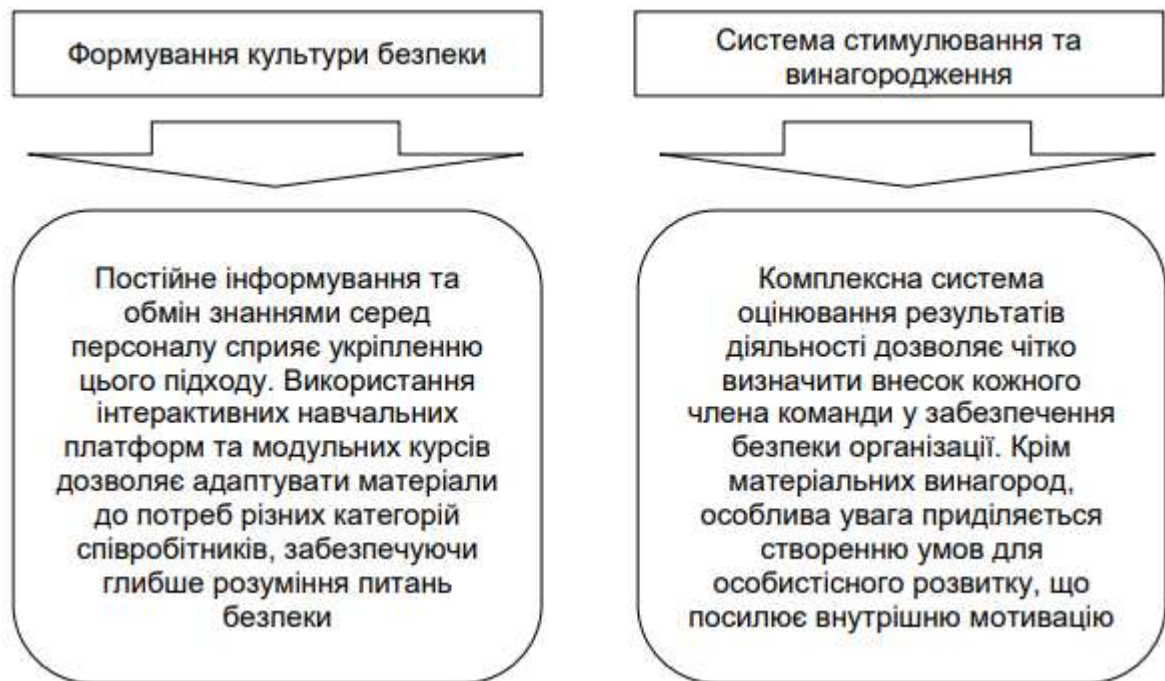 Формування культури безпеки
Система стимулювання та
винагородження
Постійне інформування та
обмін знаннями серед
персоналу сприяє укріпленню
цього підходу. Використання
інтерактивних навчальних
платформ та модульних курсів
дозволяє адаптувати матеріали
до потреб різних категорій
співробітників, забезпечуючи
глибше розуміння питань
безпеки
Комплексна система
оцінювання результатів
діяльності дозволяє чітко
визначити внесок кожного
члена команди у забезпечення
безпеки організації. Крім
матеріальних винагород,
особлива увага приділяється
створенню умов для
особистісного розвитку, що
посилює внутрішню мотивацію